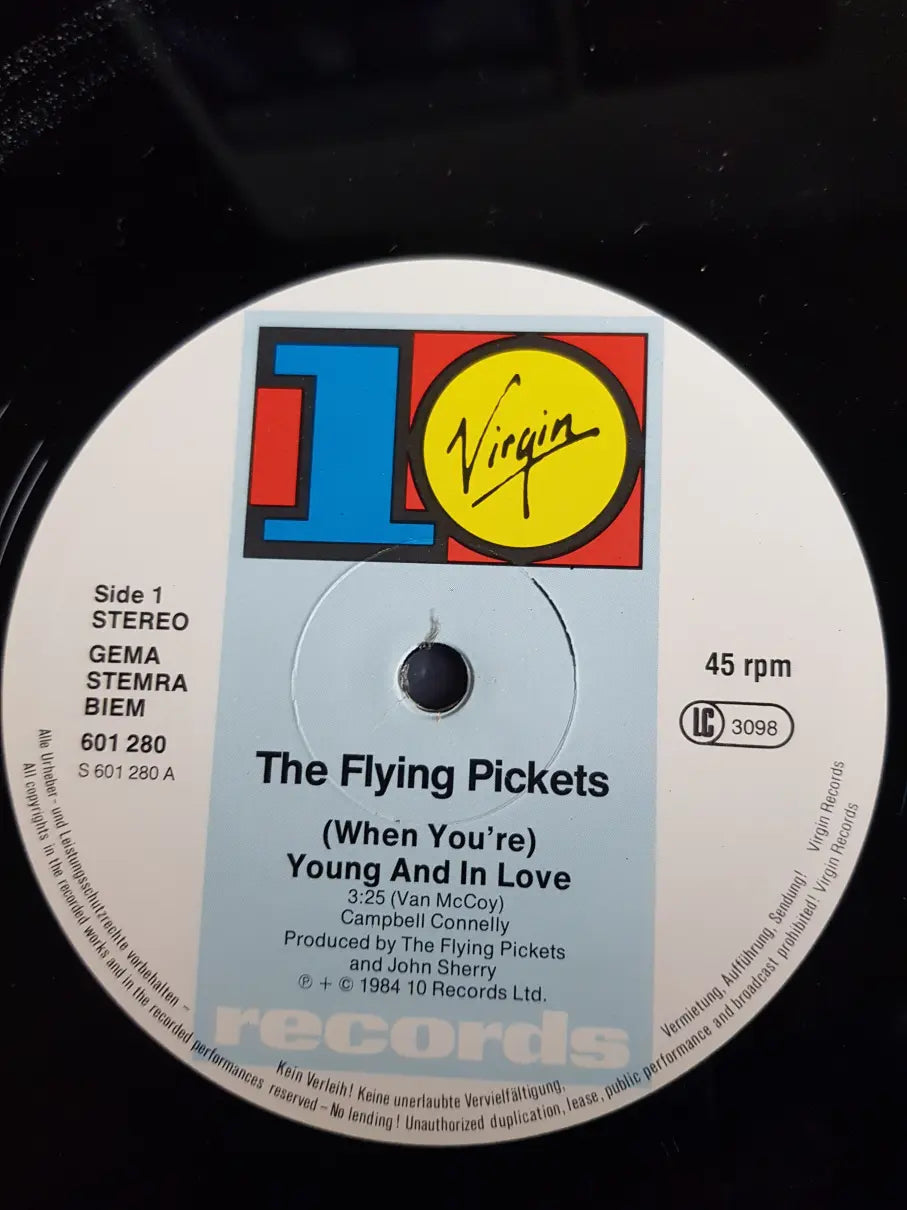 10
Virgin
Side 1
STEREO
GEMA
STEMRA
BIEM
601 280
S 601 280 A
45 rpm
LC 3098
The Flying Pickets
(When You're)
Young And In Love
3:25 (Van McCoy)
Campbell Connelly
Produced by The Flying Pickets
and John Sherry
℗ + © 1984 10 Records Ltd.
records
Alle Urheber- und Leistungsschutzrechte vorbehalten – Kein Verleih! Keine unerlaubte Vervielfältigung, Vermietung, Aufführung, Sendung! Virgin Records
All copyrights in the recorded works and in the recorded performances reserved – No lending! Unauthorized duplication, lease, public performance and broadcast prohibited! Virgin Records